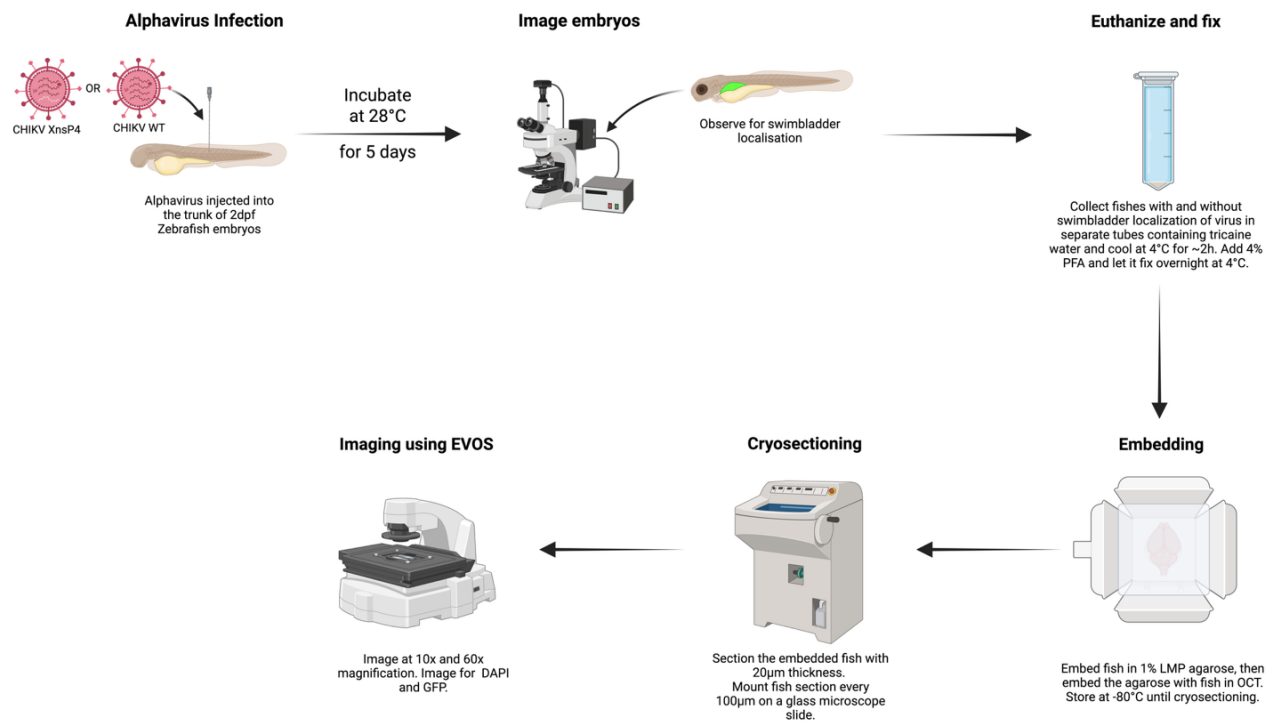 Alphavirus Infection
CHIKV XnsP4
OR
CHIKV WT
Alphavirus injected into
the trunk of 2dpf
Zebrafish embryos
Incubate
at 28°C
for 5 days
Image embryos
Observe for swimbladder
localisation
Euthanize and fix
Collect fishes with and without
swimbladder localization of virus in
separate tubes containing tricaine
water and cool at 4°C for ~2h. Add 4%
PFA and let it fix overnight at 4°C.
Embedding
Embed fish in 1% LMP agarose, then
embed the agarose with fish in OCT.
Store at -80°C until cryosectioning.
Cryosectioning
Section the embedded fish with
20μm thickness.
Mount fish section every
100μm on a glass microscope
slide.
Imaging using EVOS
Image at 10x and 60x
magnification. Image for DAPI
and GFP.